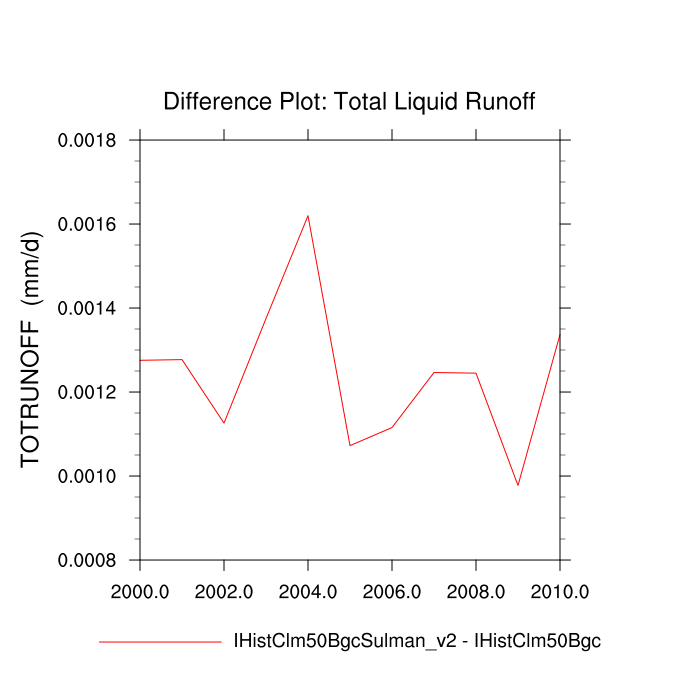 Difference Plot: Total Liquid Runoff
TOTRUNOFF (mm/d)
0.0018
0.0016
0.0014
0.0012
0.0010
0.0008
2000.0 2002.0 2004.0 2006.0 2008.0 2010.0
IHistClm50BgcSulman_v2 - IHistClm50Bgc